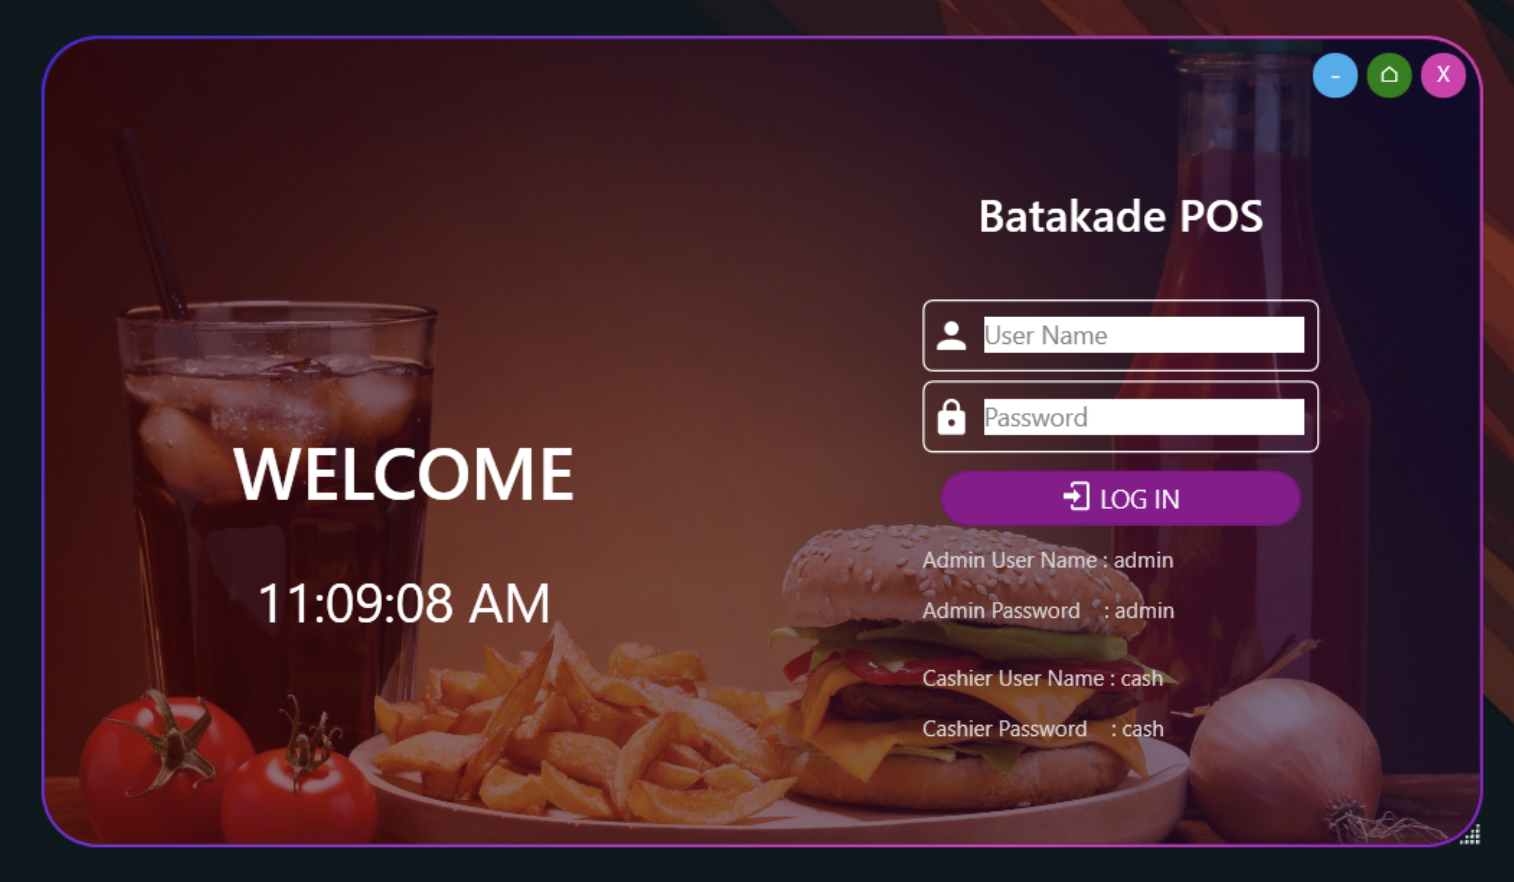 - X
Batakade POS
User Name
Password
LOG IN
WELCOME
11:09:08 AM
Admin User Name : admin
Admin Password : admin
Cashier User Name : cash
Cashier Password : cash